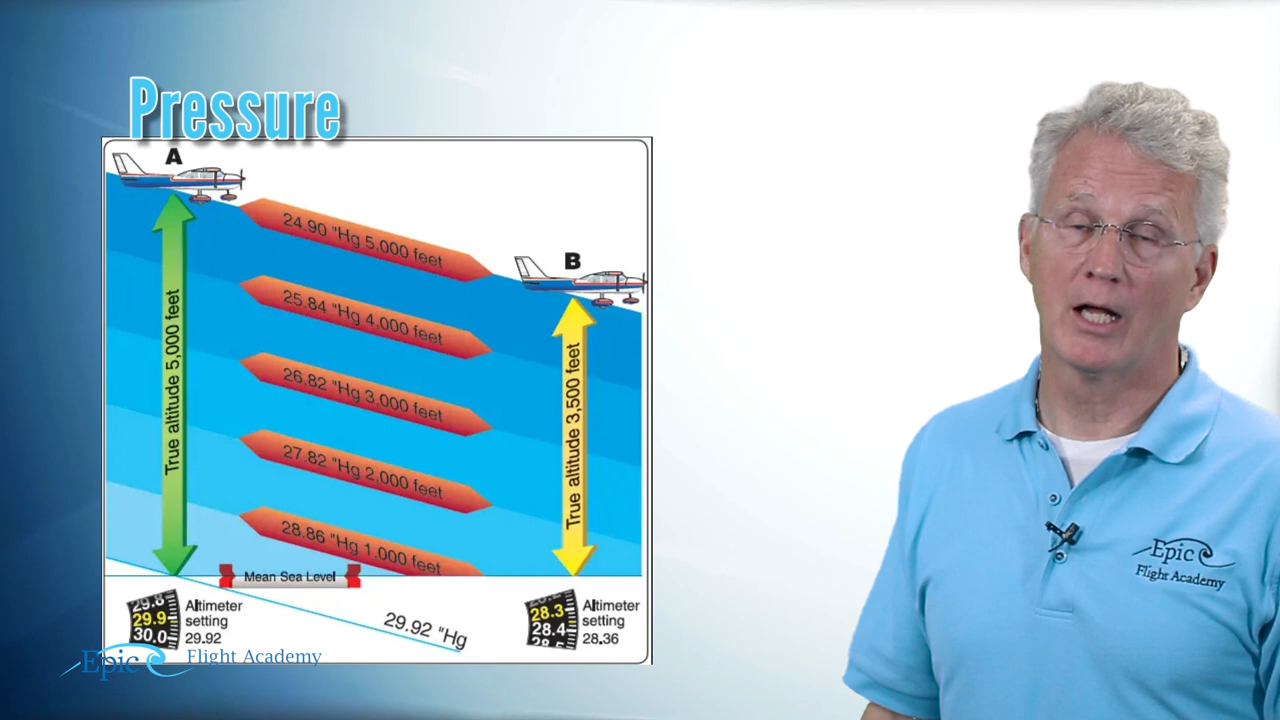 Pressure
A
24.90 "Hg 5,000 feet
B
25.84 "Hg 4,000 feet
26.82 "Hg 3,000 feet
27.82 "Hg 2,000 feet
28.86 "Hg 1,000 feet
True altitude 5,000 feet
True altitude 3,500 feet
Mean Sea Level
29.8
29.9
30.0
Altimeter
setting
29.92
29.92 "Hg
28.3
28.4
Altimeter
setting
28.36
Epic Flight Academy
Epic
Flight Academy